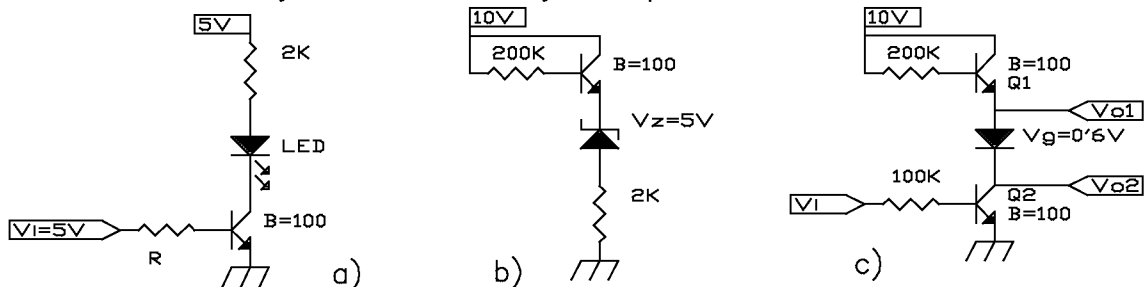 5V
2K
LED
Vi=5V
B=100
R
a)
10V
200K
B=100
Vz=5V
2K
b)
10V
200K
B=100
Q1
Vo1
Vg=0'6V
100K
Vo2
Q2
Vi
B=100
c)